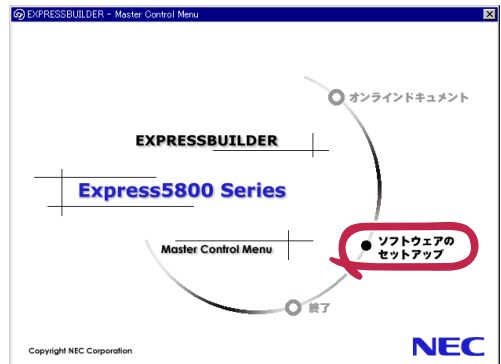 EXPRESSBUILDER - Master Control Menu
オンラインドキュメント
EXPRESSBUILDER
Express5800 Series
Master Control Menu
ソフトウェアの
セットアップ
終了
Copyright NEC Corporation
NEC